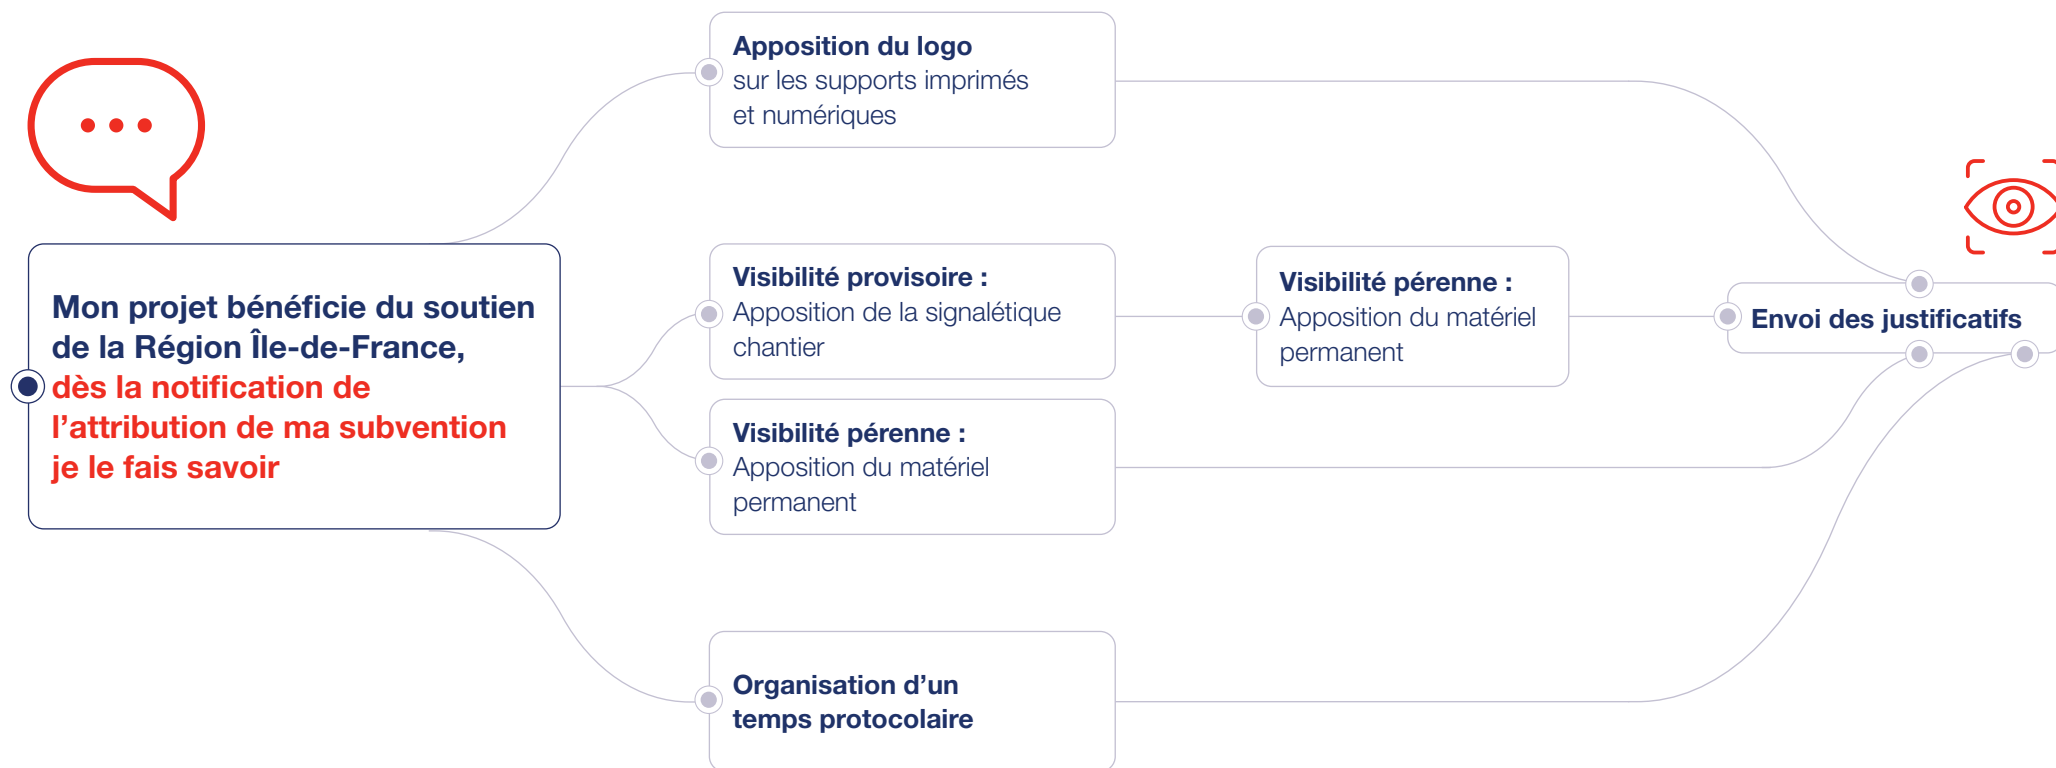 Mon projet bénéficie du soutien
de la Région Île-de-France,
dès la notification de
l’attribution de ma subvention
je le fais savoir
Apposition du logo
sur les supports imprimés
et numériques
Visibilité provisoire :
Apposition de la signalétique
chantier
Visibilité pérenne :
Apposition du matériel
permanent
Visibilité pérenne :
Apposition du matériel
permanent
Organisation d’un
temps protocolaire
Envoi des justificatifs